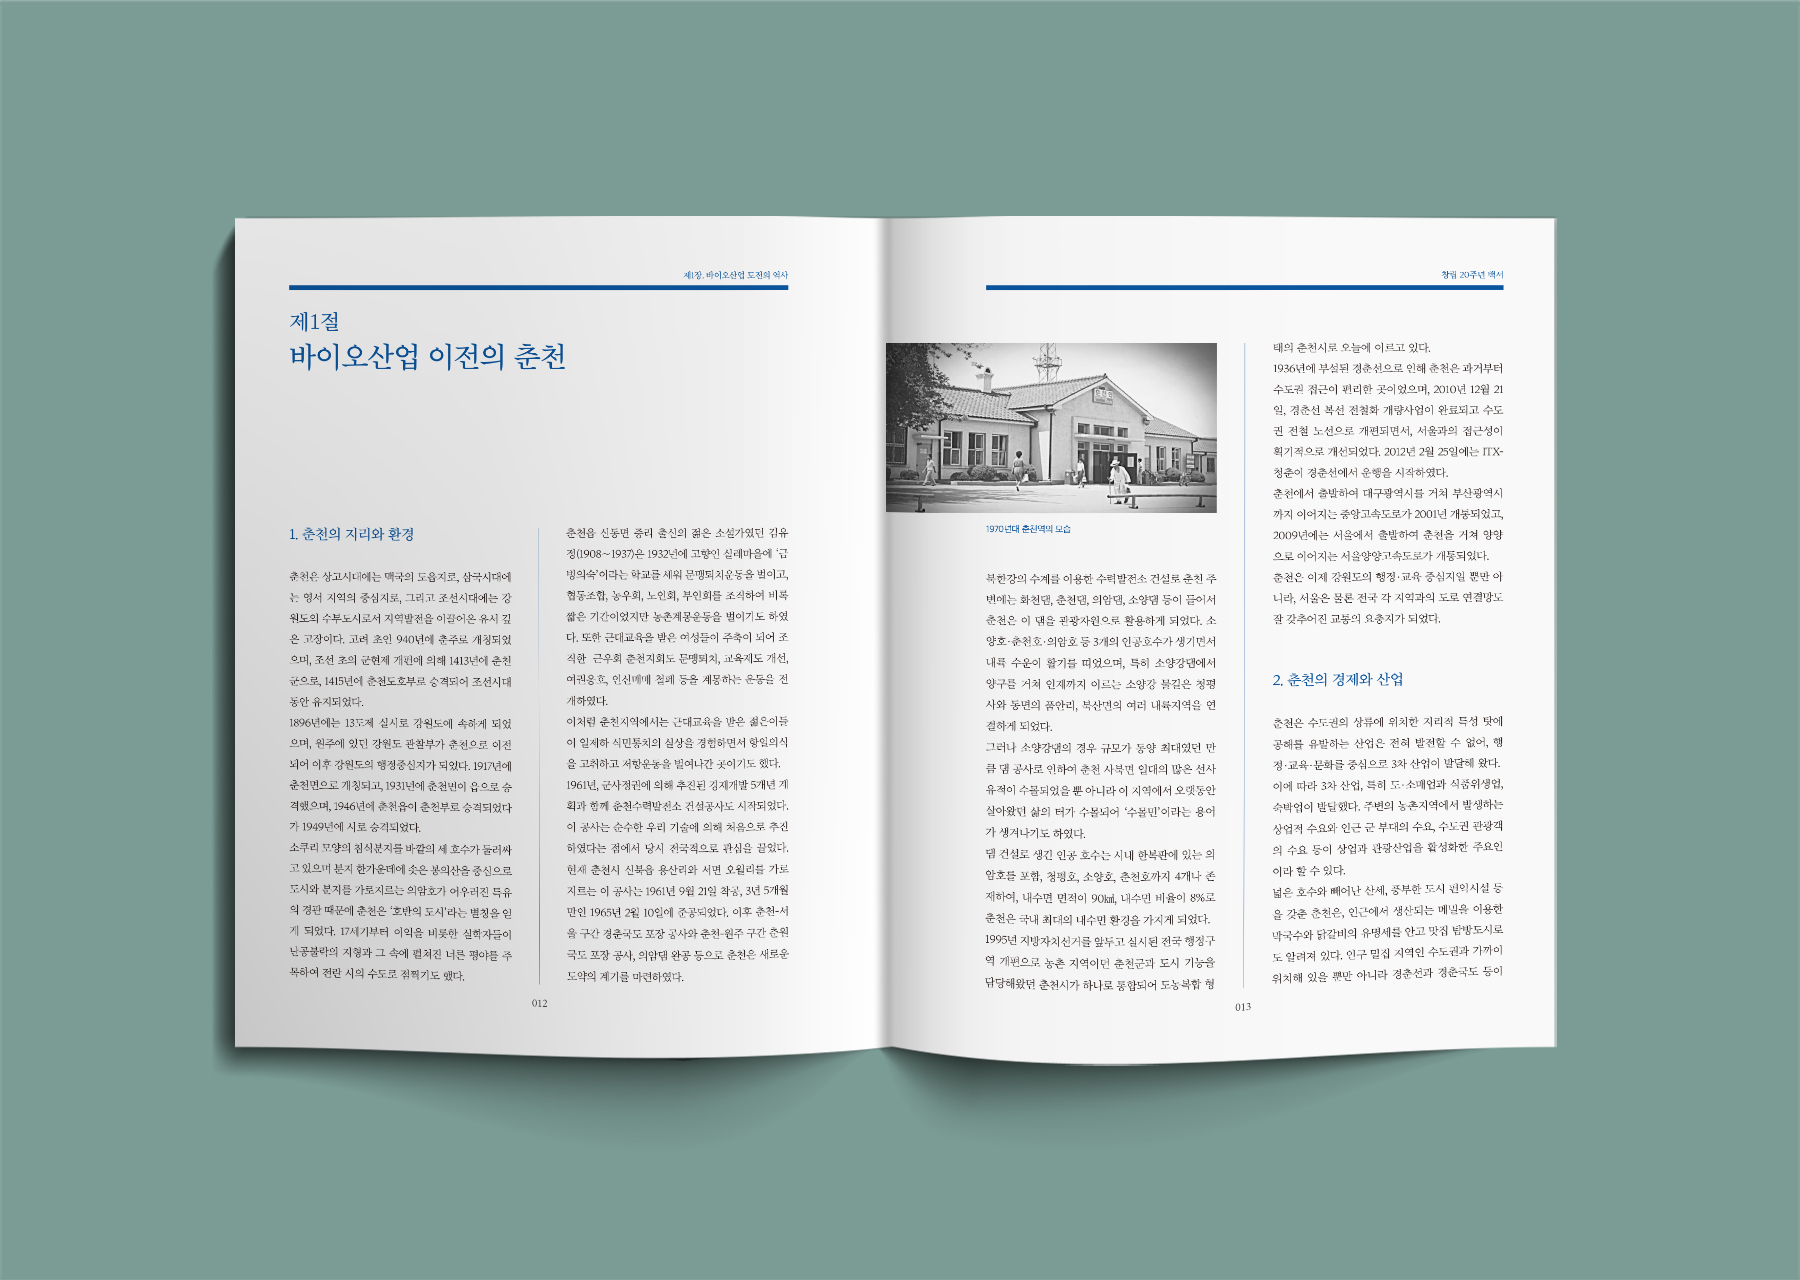 제1장. 바이오산업 도전의 역사
제1절
바이오산업 이전의 춘천
1. 춘천의 지리와 환경
춘천은 상고시대에는 맥국의 도읍지로, 삼국시대에
는 영서 지역의 중심지로, 그리고 조선시대에는 강
원도의 수부도시로서 지역발전을 이끌어온 유서 깊
은 고장이다. 고려 초인 940년에 춘주로 개칭되었
으며, 조선 초의 군현제 개편에 의해 1413년에 춘천
군으로, 1415년에 춘천도호부로 승격되어 조선시대
동안 유지되었다.
1896년에는 13도제 실시로 강원도에 속하게 되었
으며, 원주에 있던 강원도 관찰부가 춘천으로 이전
되어 이후 강원도의 행정중심지가 되었다. 1917년에
춘천면으로 개칭되고, 1931년에 춘천면이 읍으로 승
격했으며, 1946년에 춘천읍이 춘천부로 승격되었다
가 1949년에 시로 승격되었다.
소쿠리 모양의 침식분지를 바깥의 세 호수가 둘러싸
고 있으며 분지 한가운데에 솟은 봉의산을 중심으로
도시와 분지를 가로지르는 의암호가 어우러진 특유
의 경관 때문에 춘천은 ‘호반의 도시’라는 별칭을 얻
게 되었다. 17세기부터 이익을 비롯한 실학자들이
난공불락의 지형과 그 속에 펼쳐진 너른 평야를 주
목하여 전란 시의 수도로 점찍기도 했다.
춘천읍 신동면 증리 출신의 젊은 소설가였던 김유
정(1908~1937)은 1932년에 고향인 실레마을에 ‘금
병의숙’이라는 학교를 세워 문맹퇴치운동을 벌이고,
협동조합, 농우회, 노인회, 부인회를 조직하여 비록
짧은 기간이었지만 농촌계몽운동을 벌이기도 하였
다. 또한 근대교육을 받은 여성들이 주축이 되어 조
직한 근우회 춘천지회도 문맹퇴치, 교육제도 개선,
여권옹호, 인신매매 철폐 등을 계몽하는 운동을 전
개하였다.
이처럼 춘천지역에서는 근대교육을 받은 젊은이들
이 일제하 식민통치의 실상을 경험하면서 항일의식
을 고취하고 저항운동을 벌여나간 곳이기도 했다.
1961년, 군사정권에 의해 추진된 경제개발 5개년 계
획과 함께 춘천수력발전소 건설공사도 시작되었다.
이 공사는 순수한 우리 기술에 의해 처음으로 추진
하였다는 점에서 당시 전국적으로 관심을 끌었다.
현재 춘천시 신북읍 용산리와 서면 오월리를 가로
지르는 이 공사는 1961년 9월 21일 착공, 3년 5개월
만인 1965년 2월 10일에 준공되었다. 이후 춘천-서
울 구간 경춘국도 포장 공사와 춘천-원주 구간 춘원
국도 포장 공사, 의암댐 완공 등으로 춘천은 새로운
도약의 계기를 마련하였다.
012
창립 20주년 백서
춘천역
1970년대 춘천역의 모습
북한강의 수계를 이용한 수력발전소 건설로 춘천 주
변에는 화천댐, 춘천댐, 의암댐, 소양댐 등이 들어서
춘천은 이 댐을 관광자원으로 활용하게 되었다. 소
양호·춘천호·의암호 등 3개의 인공호수가 생기면서
내륙 수운이 활기를 띠었으며, 특히 소양강댐에서
양구를 거쳐 인제까지 이르는 소양강 물길은 청평
사와 동면의 품안리, 북산면의 여러 내륙지역을 연
결하게 되었다.
그러나 소양강댐의 경우 규모가 동양 최대였던 만
큼 댐 공사로 인하여 춘천 사북면 일대의 많은 선사
유적이 수몰되었을 뿐 아니라 이 지역에서 오랫동안
살아왔던 삶의 터가 수몰되어 ‘수몰민’이라는 용어
가 생겨나기도 하였다.
댐 건설로 생긴 인공 호수는 시내 한복판에 있는 의
암호를 포함, 청평호, 소양호, 춘천호까지 4개나 존
재하여, 내수면 면적이 90㎢, 내수면 비율이 8%로
춘천은 국내 최대의 내수면 환경을 가지게 되었다.
1995년 지방자치선거를 앞두고 실시된 전국 행정구
역 개편으로 농촌 지역이던 춘천군과 도시 기능을
담당해왔던 춘천시가 하나로 통합되어 도농복합 형
태의 춘천시로 오늘에 이르고 있다.
1936년에 부설된 경춘선으로 인해 춘천은 과거부터
수도권 접근이 편리한 곳이었으며, 2010년 12월 21
일, 경춘선 복선 전철화 개량사업이 완료되고 수도
권 전철 노선으로 개편되면서, 서울과의 접근성이
획기적으로 개선되었다. 2012년 2월 25일에는 ITX-
청춘이 경춘선에서 운행을 시작하였다.
춘천에서 출발하여 대구광역시를 거쳐 부산광역시
까지 이어지는 중앙고속도로가 2001년 개통되었고,
2009년에는 서울에서 출발하여 춘천을 거쳐 양양
으로 이어지는 서울양양고속도로가 개통되었다.
춘천은 이제 강원도의 행정·교육 중심지일 뿐만 아
니라, 서울은 물론 전국 각 지역과의 도로 연결망도
잘 갖추어진 교통의 요충지가 되었다.
2. 춘천의 경제와 산업
춘천은 수도권의 상류에 위치한 지리적 특성 탓에
공해를 유발하는 산업은 전혀 발전할 수 없어, 행
정·교육·문화를 중심으로 3차 산업이 발달해 왔다.
이에 따라 3차 산업, 특히 도·소매업과 식품위생업,
숙박업이 발달했다. 주변의 농촌지역에서 발생하는
상업적 수요와 인근 군 부대의 수요, 수도권 관광객
의 수요 등이 상업과 관광산업을 활성화한 주요인
이라 할 수 있다.
넓은 호수와 빼어난 산세, 풍부한 도시 편익시설 등
을 갖춘 춘천은, 인근에서 생산되는 메밀을 이용한
막국수와 닭갈비의 유명세를 안고 맛집 탐방도시로
도 알려져 있다. 인구 밀집 지역인 수도권과 가까이
위치해 있을 뿐만 아니라 경춘선과 경춘국도 등이
013